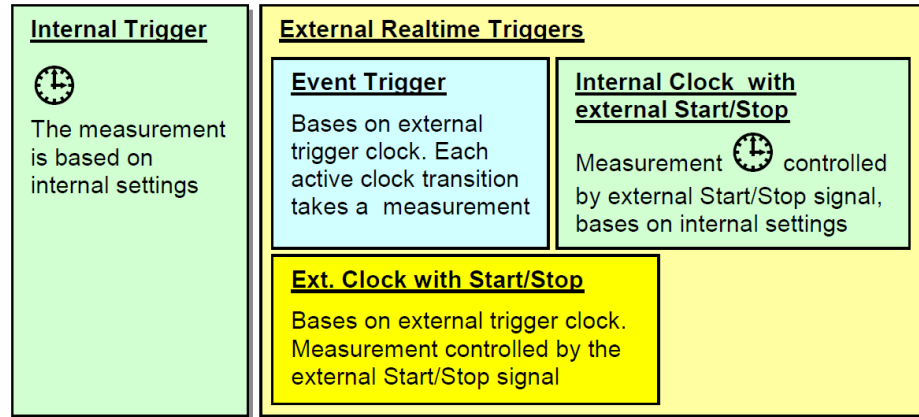 Internal Trigger
The measurement
is based on
internal settings
External Realtime Triggers
Event Trigger
Bases on external
trigger clock. Each
active clock transition
takes a measurement
Internal Clock with
external Start/Stop
Measurement controlled
by external Start/Stop signal,
bases on internal settings
Ext. Clock with Start/Stop
Bases on external trigger clock.
Measurement controlled by the
external Start/Stop signal